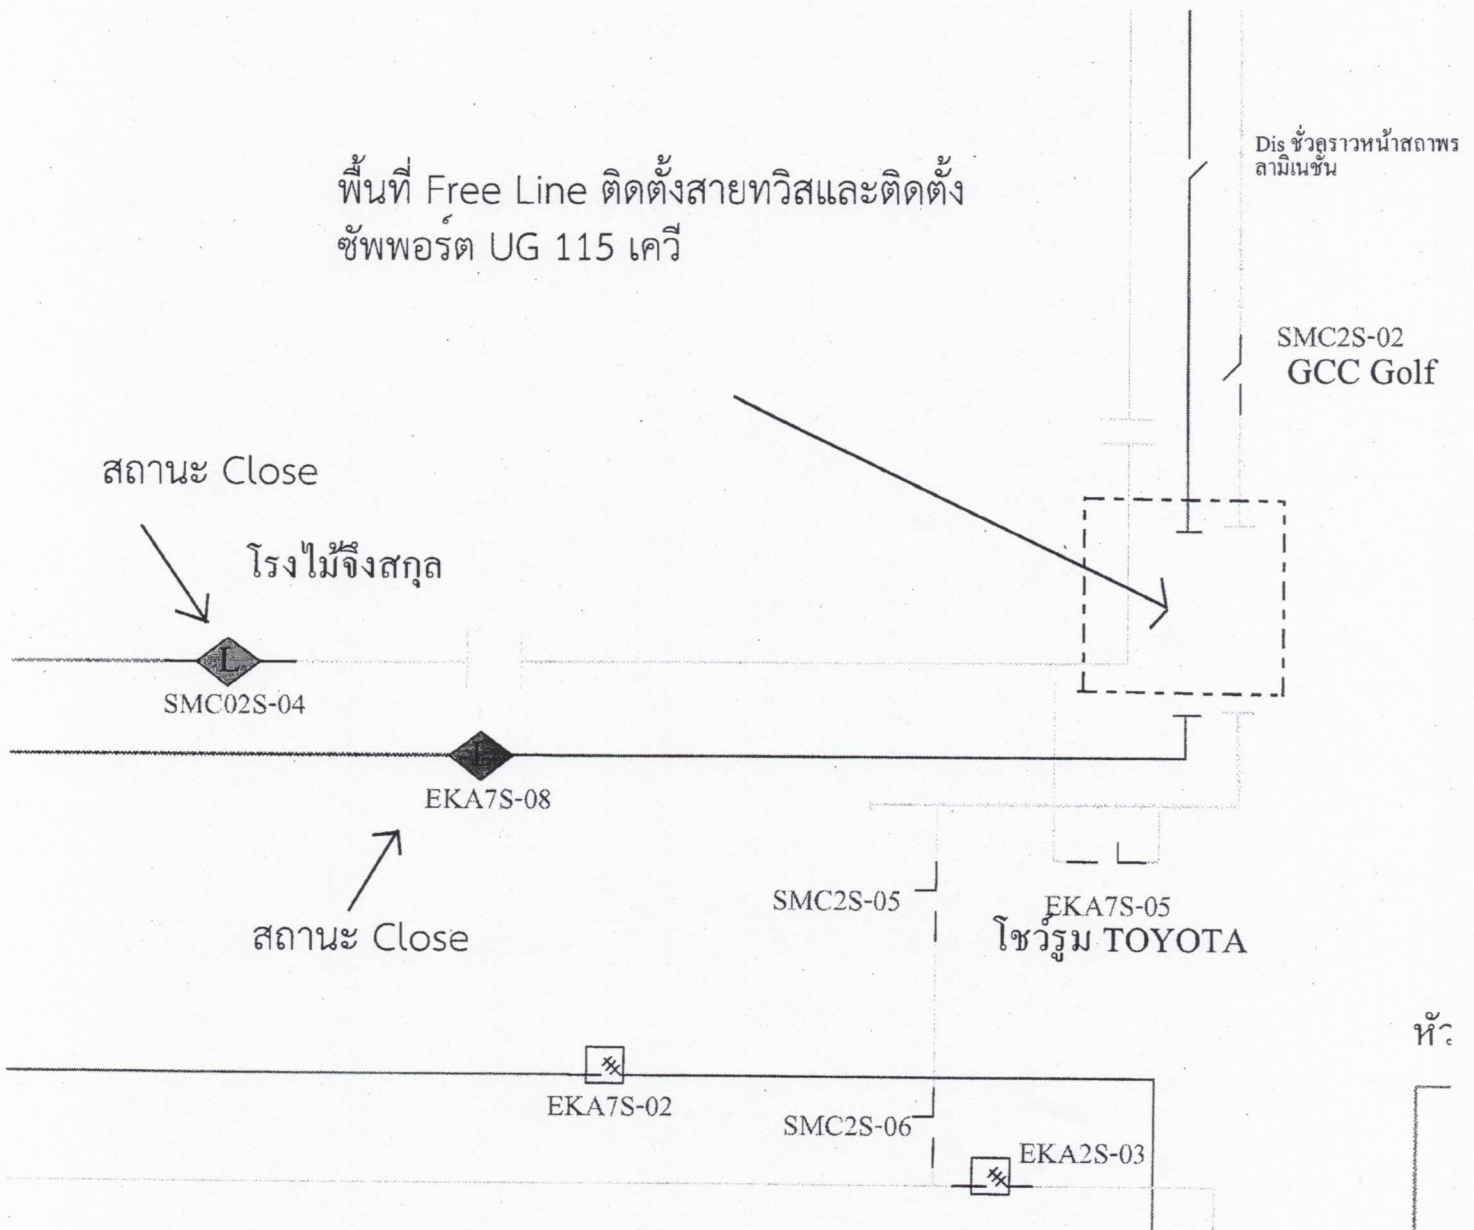 Dis ชั่วคราวหน้าสถาพร
ลามิเนชั่น
พื้นที่ Free Line ติดตั้งสายทวิสและติดตั้ง
ซัพพอร์ต UG 115 เควี
SMC2S-02
GCC Golf
สถานะ Close
โรงไม้จึงสกุล
L
SMC02S-04
L
EKA7S-08
สถานะ Close
SMC2S-05
EKA7S-05
โชว์รูม TOYOTA
EKA7S-02
SMC2S-06
EKA2S-03